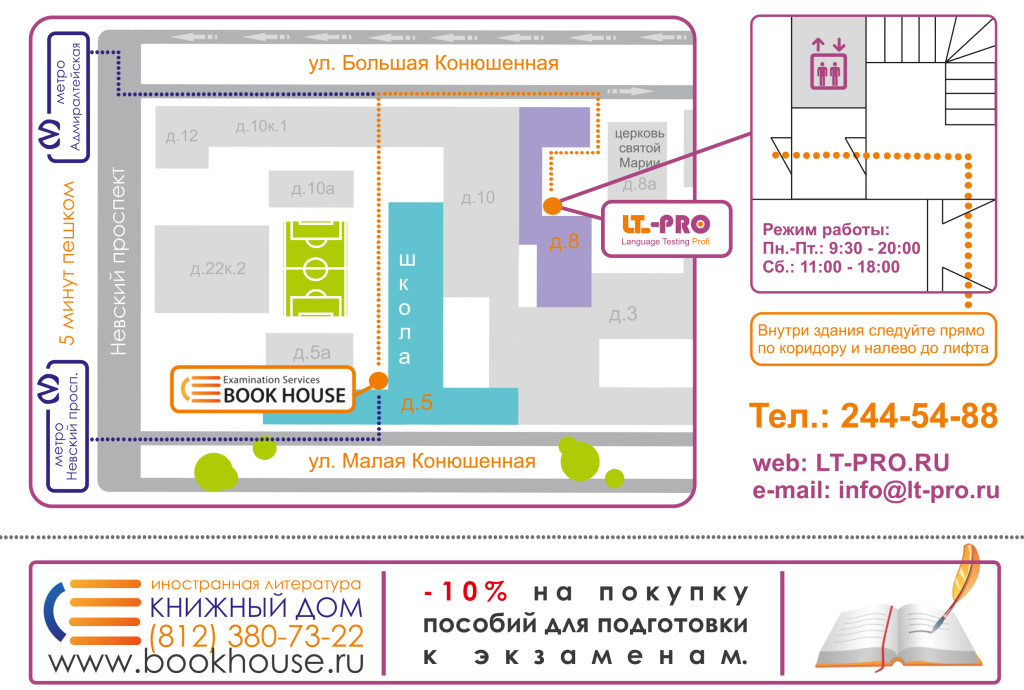 ул. Большая Конюшенная
метро
Адмиралтейская
5 минут пешком
метро
Невский просп.
Невский проспект
д.12
д.10к.1
д.10а
д.22к.2
д.5а
школа
д.5
д.10
д.8
церковь
святой
Марии
д.8а
д.3
LT-PRO
Language Testing Profi
Examination Services
BOOK HOUSE
ул. Малая Конюшенная
Режим работы:
Пн.-Пт.: 9:30 - 20:00
Сб.: 11:00 - 18:00
Внутри здания следуйте прямо
по коридору и налево до лифта
Тел.: 244-54-88
web: LT-PRO.RU
e-mail: info@lt-pro.ru
иностранная литература
КНИЖНЫЙ ДОМ
(812) 380-73-22
www.bookhouse.ru
-10% на покупку
пособий для подготовки
к экзаменам.